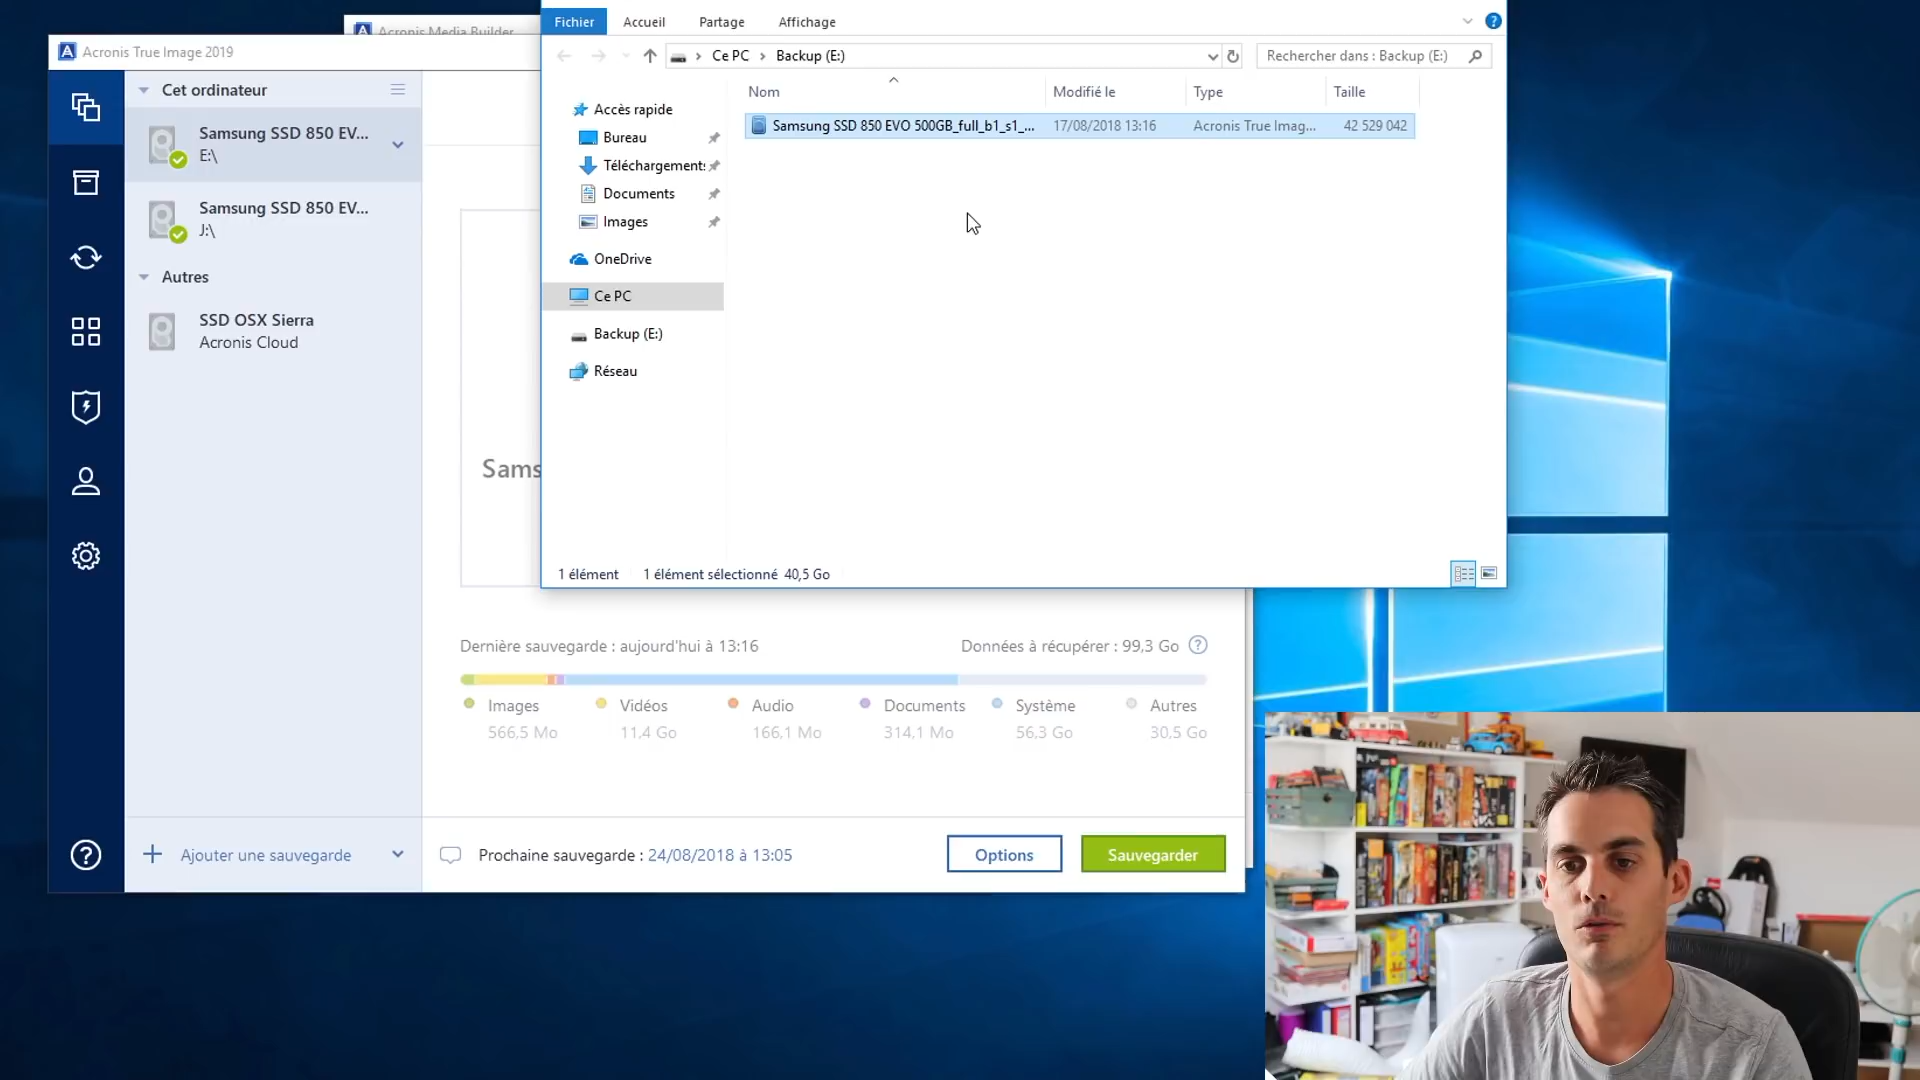 Acronis Media Builder
Acronis True Image 2019
Cet ordinateur
Samsung SSD 850 EV...
E:\
Samsung SSD 850 EV...
J:\
Autres
SSD OSX Sierra
Acronis Cloud
Ajouter une sauvegarde
Fichier Accueil Partage Affichage
Ce PC > Backup (E:)
Rechercher dans : Backup (E:)
Nom Modifié le Type Taille
Samsung SSD 850 EVO 500GB_full_b1_s1_... 17/08/2018 13:16 Acronis True Imag... 42 529 042
Accès rapide
Bureau
Téléchargements
Documents
Images
OneDrive
Ce PC
Backup (E:)
Réseau
1 élément 1 élément sélectionné 40,5 Go
Sams
Dernière sauvegarde : aujourd'hui à 13:16
Données à récupérer : 99,3 Go ?
Images Vidéos Audio Documents Système Autres
566,5 Mo 11,4 Go 166,1 Mo 314,1 Mo 56,3 Go 30,5 Go
Prochaine sauvegarde : 24/08/2018 à 13:05
Options
Sauvegarder